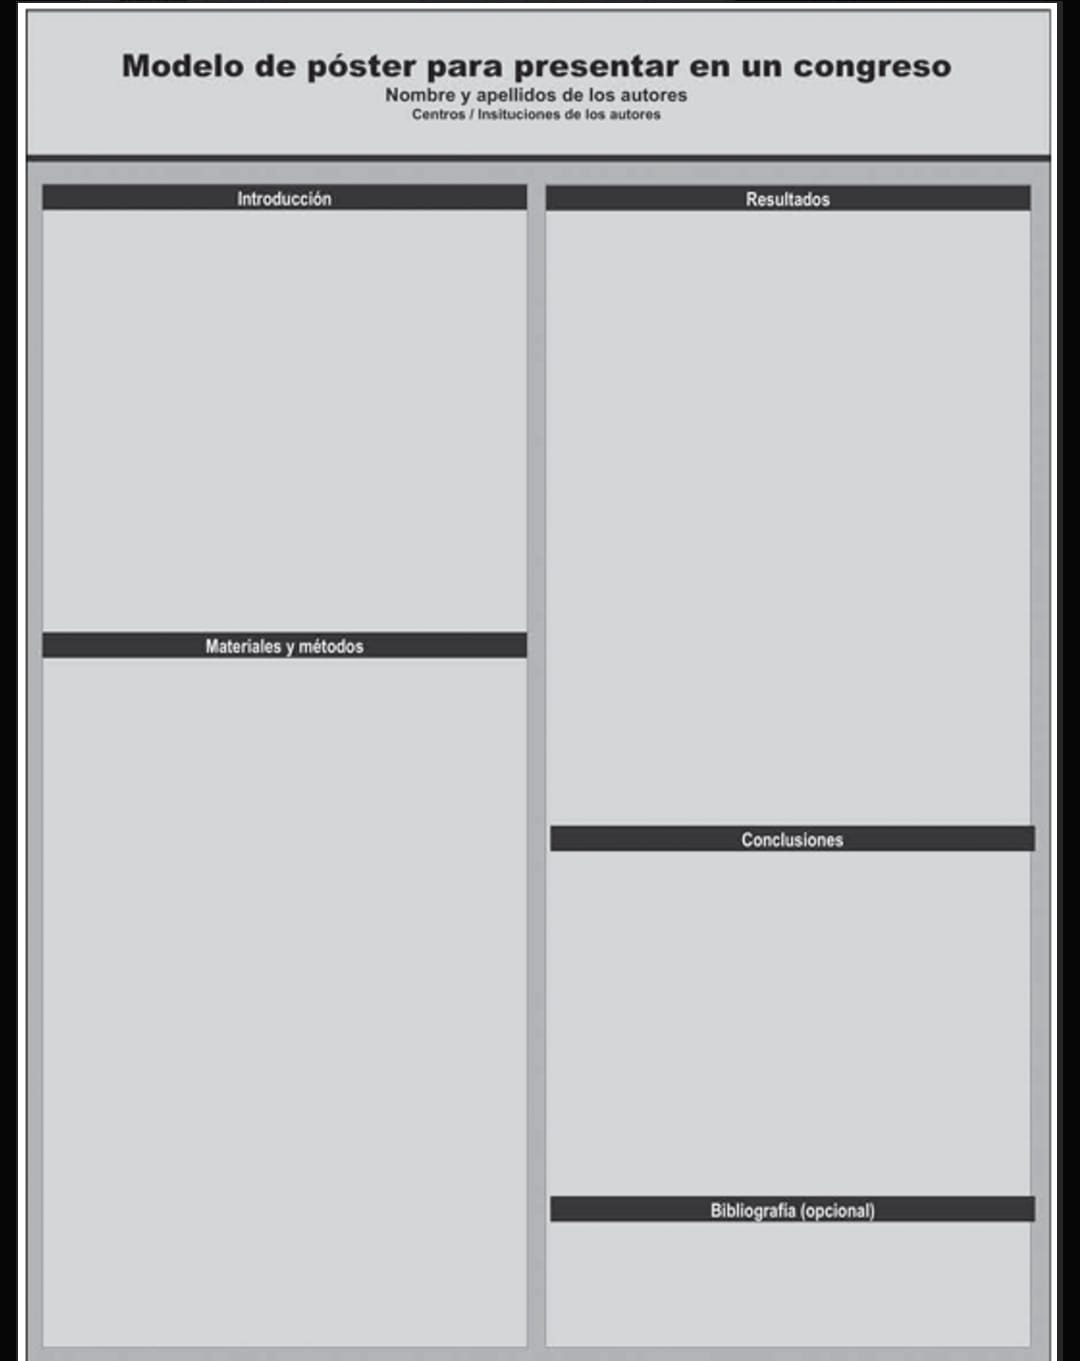 Modelo de póster para presentar en un congreso
Nombre y apellidos de los autores
Centros / Insituciones de los autores
Introducción
Materiales y métodos
Resultados
Conclusiones
Bibliografia (opcional)